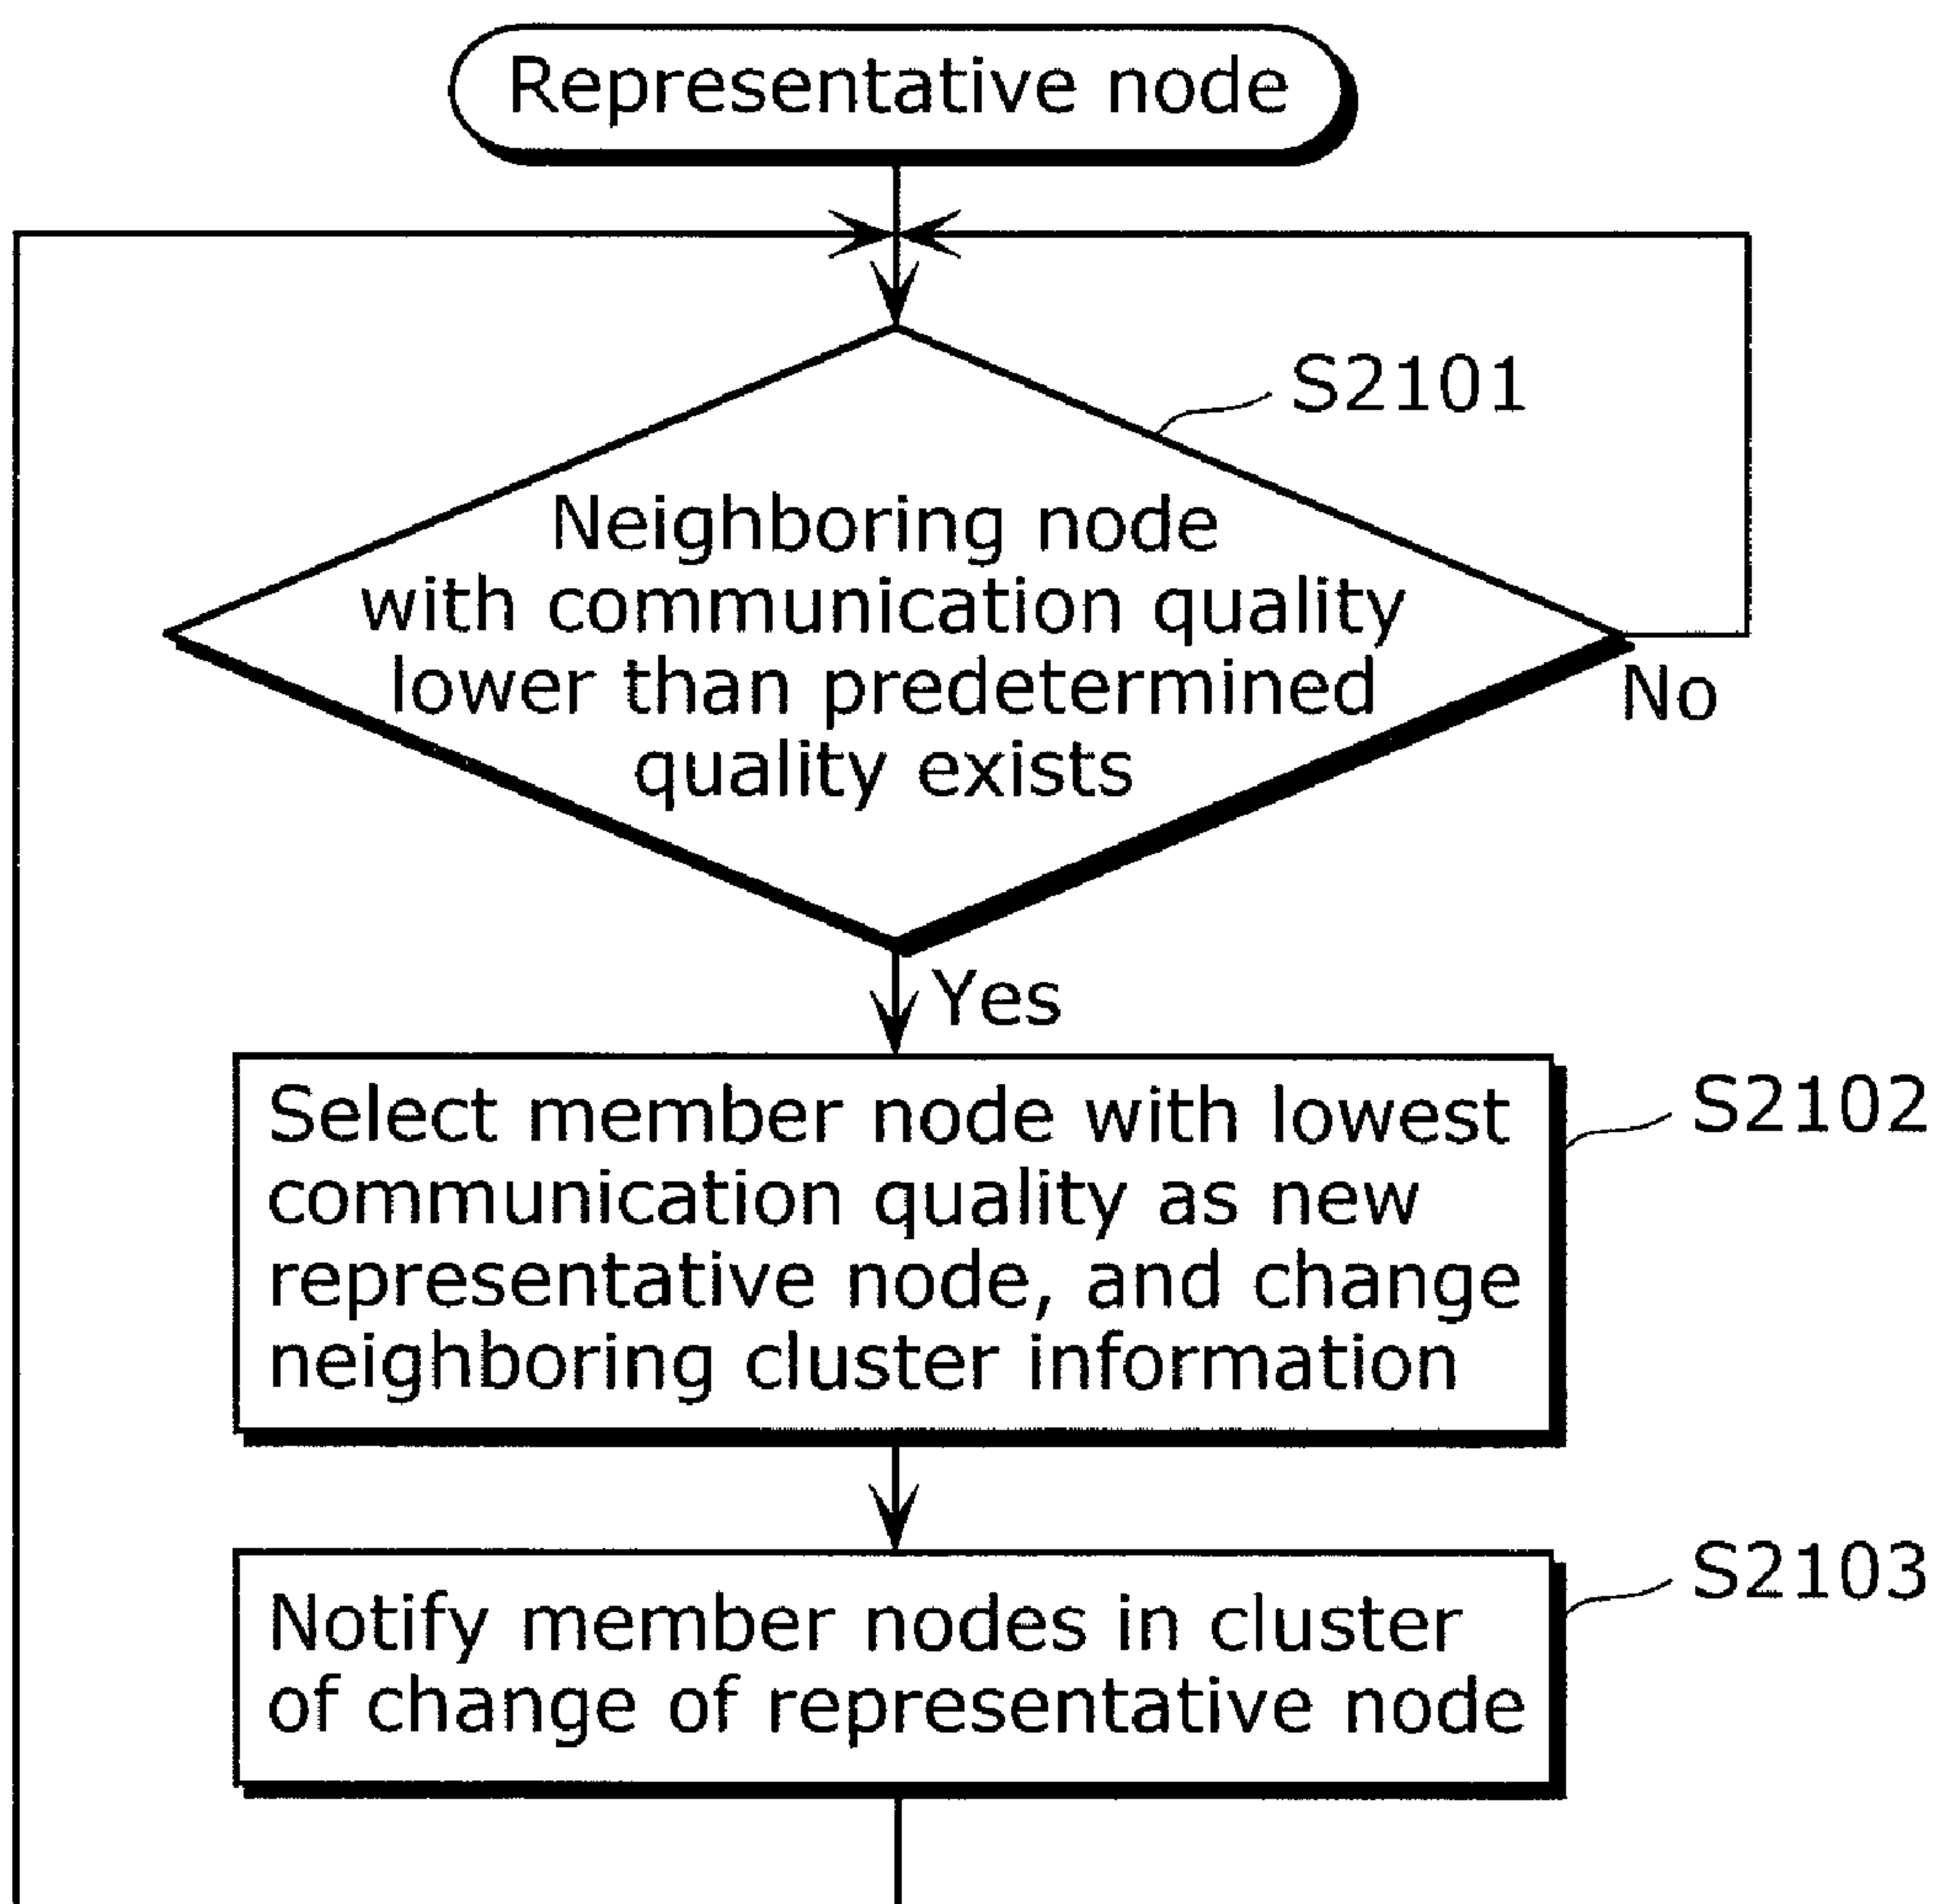 Representative node
S2101
Neighboring node
with communication quality
lower than predetermined
quality exists
No
Yes
Select member node with lowest
communication quality as new
representative node, and change
neighboring cluster information
S2102
Notify member nodes in cluster
of change of representative node
S2103